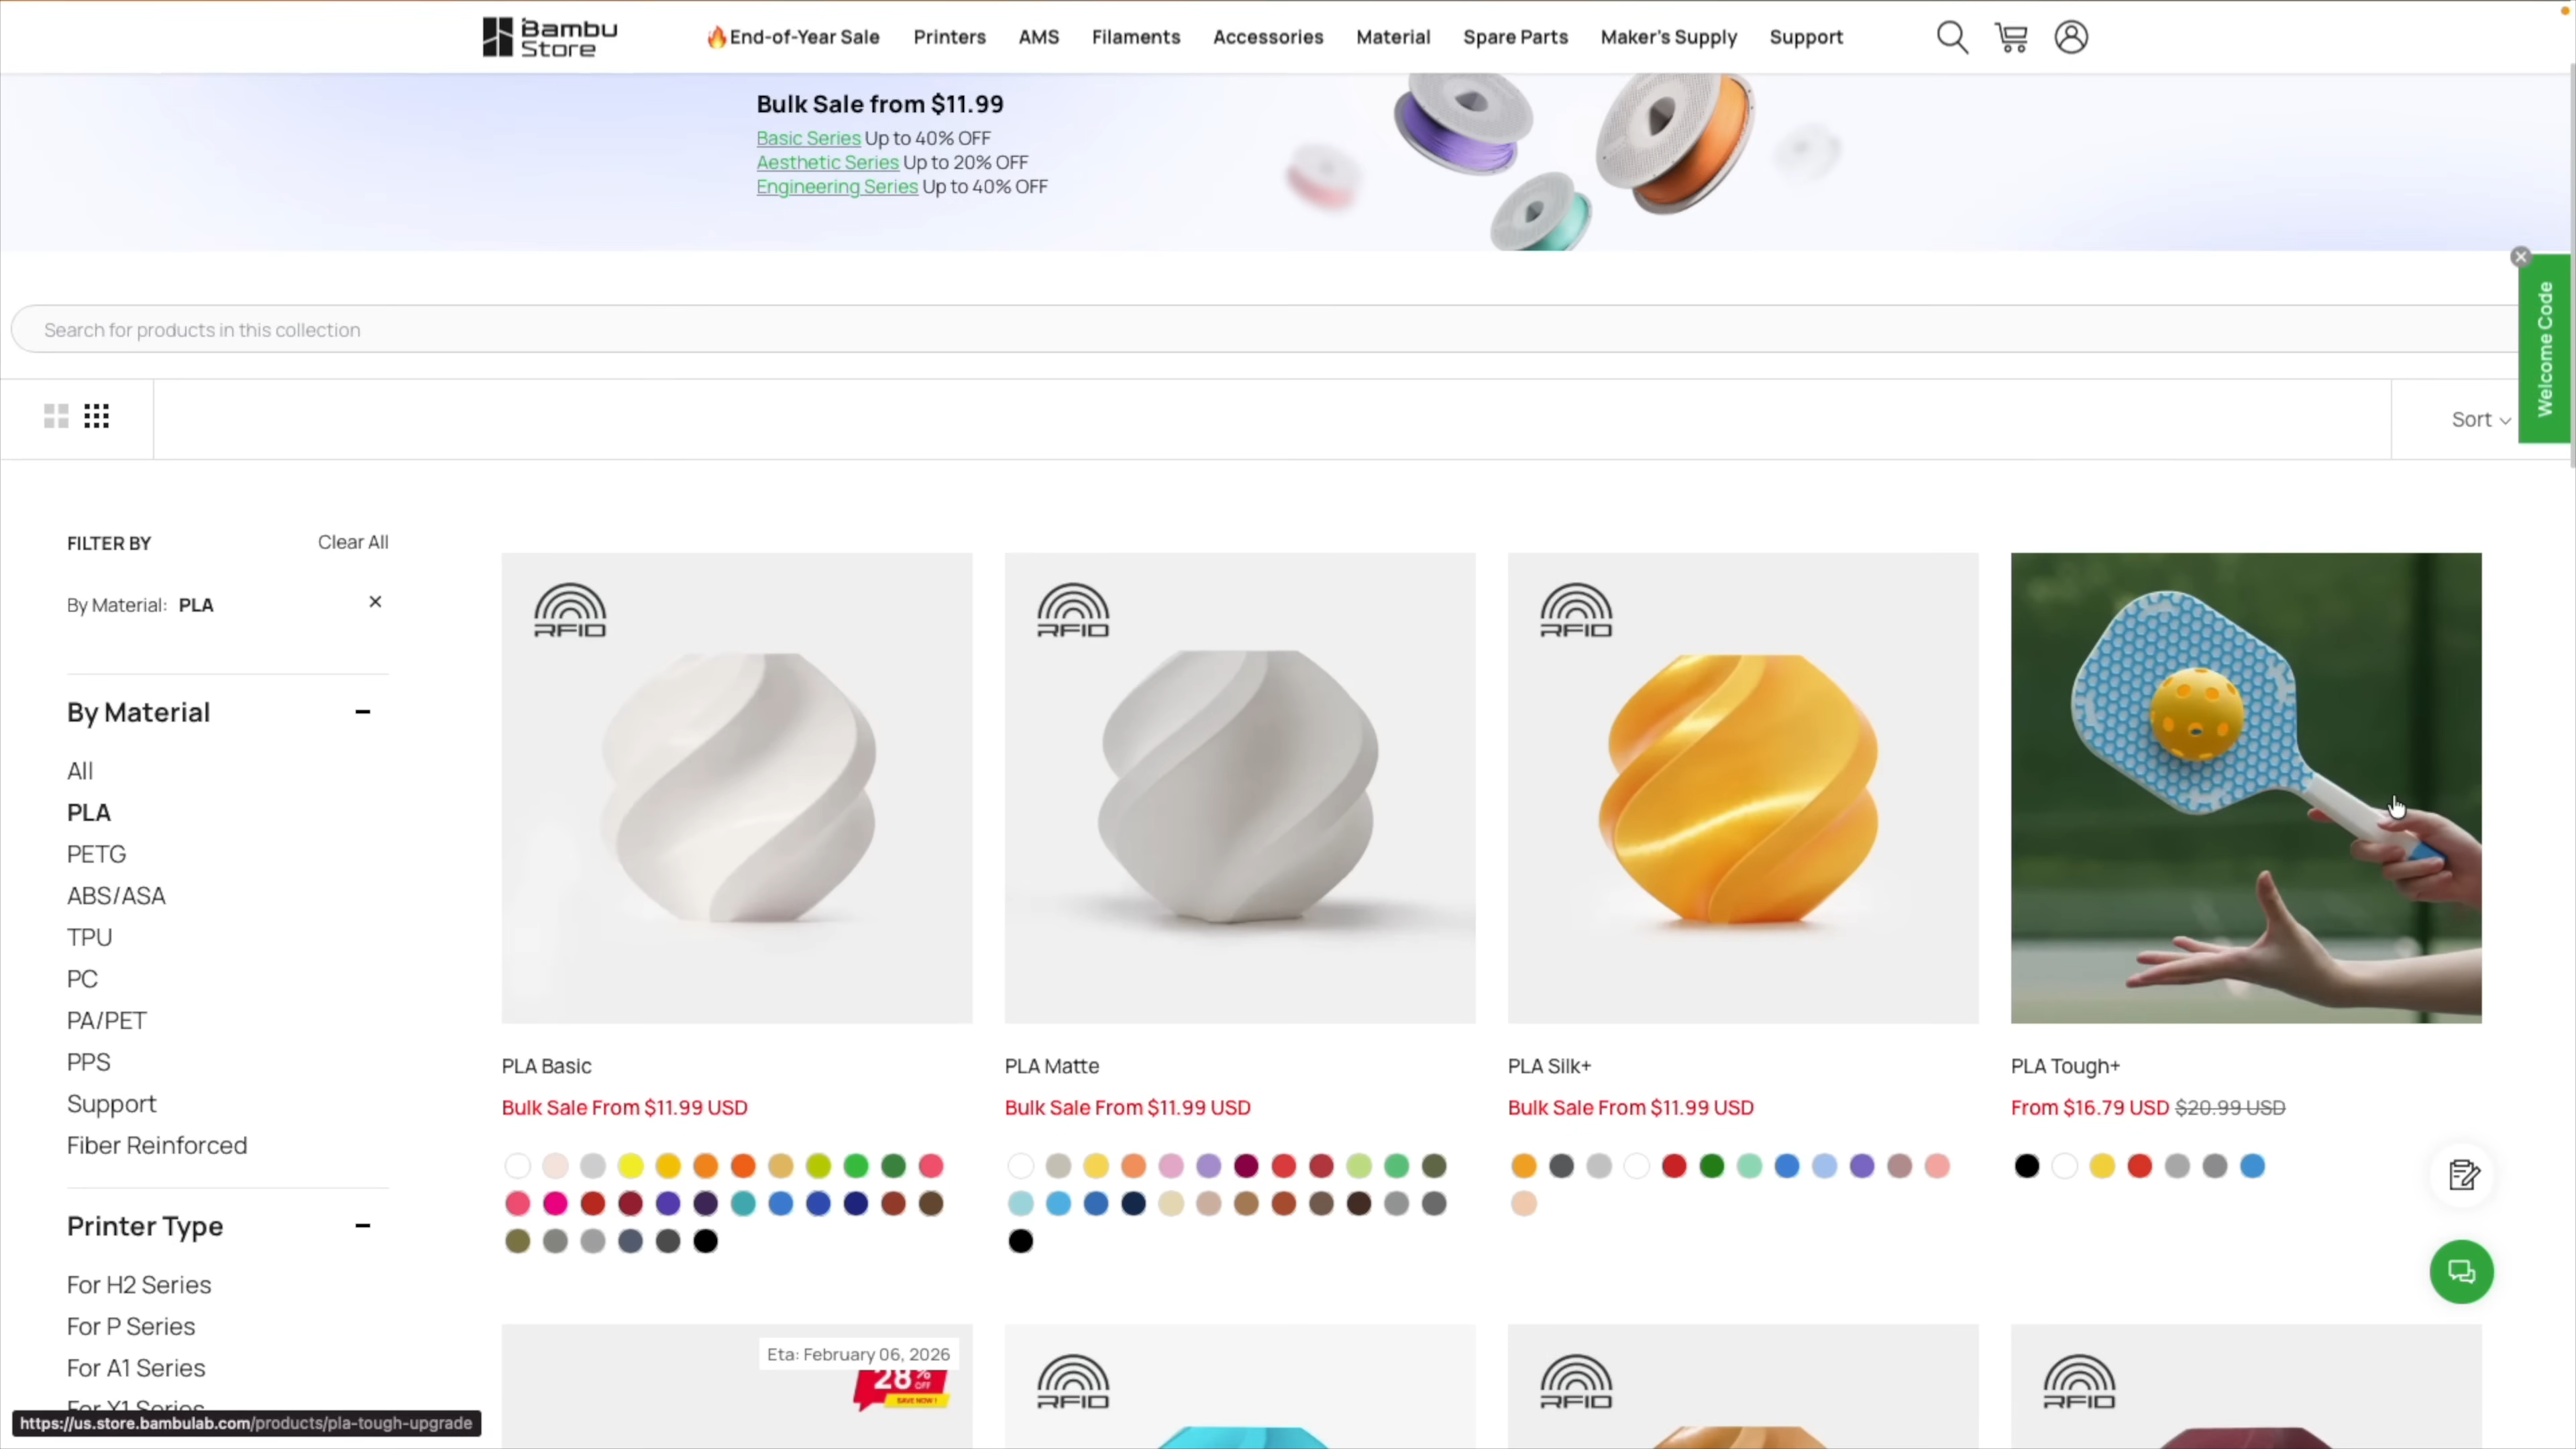 Bambu
Store
End-of-Year Sale
Printers
AMS
Filaments
Accessories
Material
Spare Parts
Maker's Supply
Support
Bulk Sale from $11.99
Basic Series Up to 40% OFF
Aesthetic Series Up to 20% OFF
Engineering Series Up to 40% OFF
Welcome Code
Search for products in this collection
Sort
FILTER BY
Clear All
By Material: PLA
By Material
All
PLA
PETG
ABS/ASA
TPU
PC
PA/PET
PPS
Support
Fiber Reinforced
Printer Type
For H2 Series
For P Series
For A1 Series
For X1 Series
RFID
PLA Basic
Bulk Sale From $11.99 USD
RFID
PLA Matte
Bulk Sale From $11.99 USD
RFID
PLA Silk+
Bulk Sale From $11.99 USD
PLA Tough+
From $16.79 USD $20.99 USD
Eta: February 06, 2026
28% OFF
SAVE NOW !
RFID
RFID
RFID
https://us.store.bambulab.com/products/pla-tough-upgrade